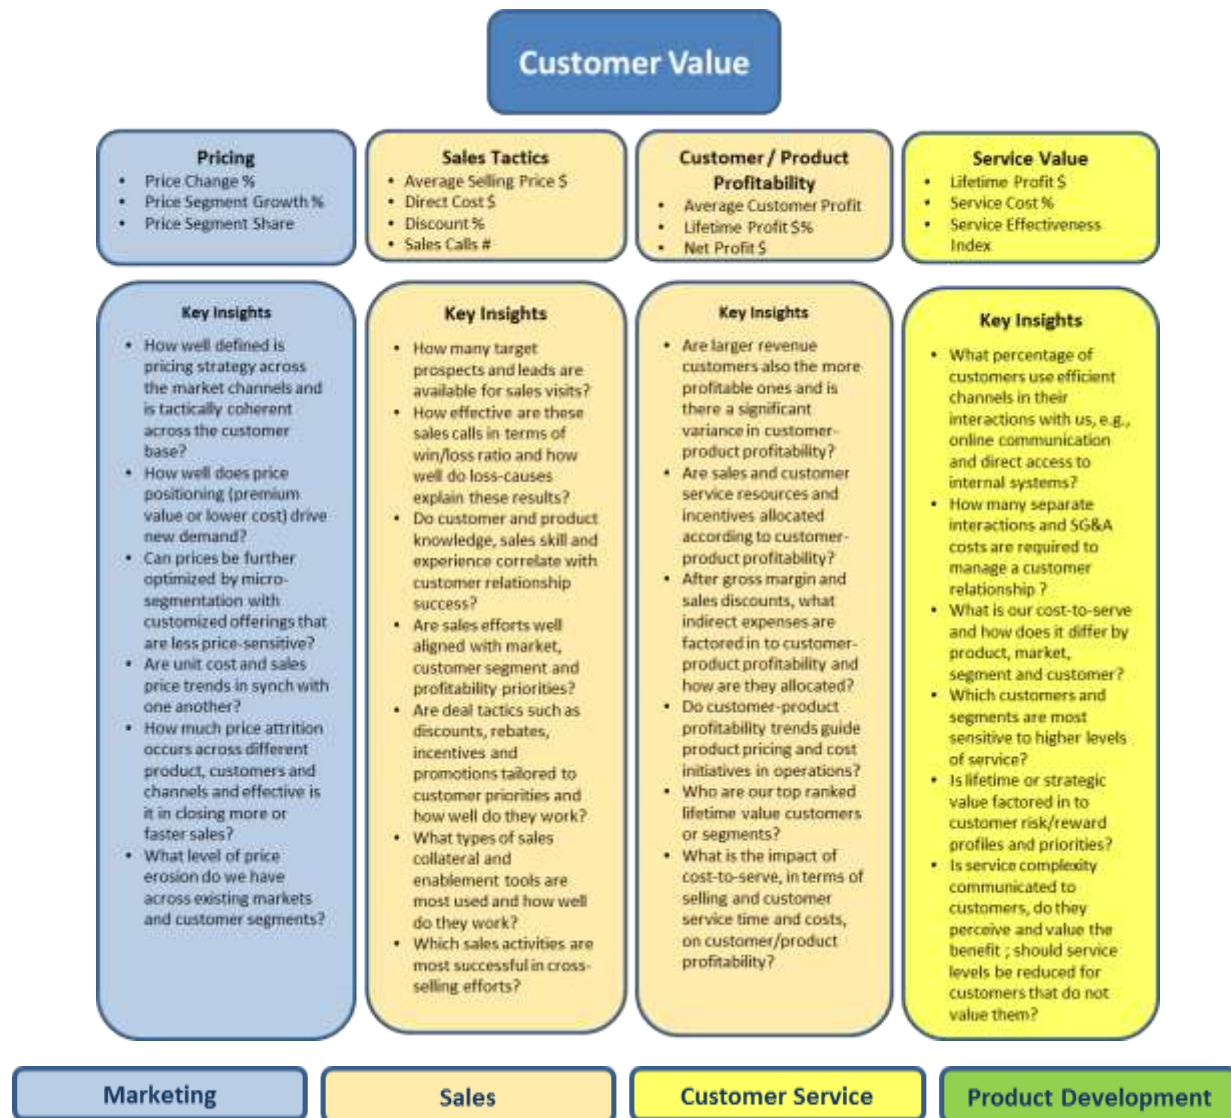 Customer Value
Pricing
• Price Change %
• Price Segment Growth %
• Price Segment Share
Sales Tactics
• Average Selling Price $
• Direct Cost $
• Discount %
• Sales Calls #
Customer / Product
Profitability
• Average Customer Profit
• Lifetime Profit $%
• Net Profit $
Service Value
• Lifetime Profit $
• Service Cost %
• Service Effectiveness
Index
Key Insights
• How well defined is
pricing strategy across
the market channels and
is tactically coherent
across the customer
base?
• How well does price
positioning (premium
value or lower cost) drive
new demand?
• Can prices be further
optimized by micro-
segmentation with
customized offerings that
are less price-sensitive?
• Are unit cost and sales
price trends in synch with
one another?
• How much price attrition
occurs across different
product, customers and
channels and effective is
it in closing more or
faster sales?
• What level of price
erosion do we have
across existing markets
and customer segments?
Key Insights
• How many target
prospects and leads are
available for sales visits?
• How effective are these
sales calls in terms of
win/loss ratio and how
well do loss-causes
explain these results?
• Do customer and product
knowledge, sales skill and
experience correlate with
customer relationship
success?
• Are sales efforts well
aligned with market,
customer segment and
profitability priorities?
• Are deal tactics such as
discounts, rebates,
incentives and
promotions tailored to
customer priorities and
how well do they work?
• What types of sales
collateral and
enablement tools are
most used and how well
do they work?
• Which sales activities are
most successful in cross-
selling efforts?
Key Insights
• Are larger revenue
customers also the more
profitable ones and is
there a significant
variance in customer-
product profitability?
• Are sales and customer
service resources and
incentives allocated
according to customer-
product profitability?
• After gross margin and
sales discounts, what
indirect expenses are
factored in to customer-
product profitability and
how are they allocated?
• Do customer-product
profitability trends guide
product pricing and cost
initiatives in operations?
• Who are our top ranked
lifetime value customers
or segments?
• What is the impact of
cost-to-serve, in terms of
selling and customer
service time and costs,
on customer/product
profitability?
Key Insights
• What percentage of
customers use efficient
channels in their
interactions with us, e.g.,
online communication
and direct access to
internal systems?
• How many separate
interactions and SG&A
costs are required to
manage a customer
relationship ?
• What is our cost-to-serve
and how does it differ by
product, market,
segment and customer?
• Which customers and
segments are most
sensitive to higher levels
of service?
• Is lifetime or strategic
value factored in to
customer risk/reward
profiles and priorities?
• Is service complexity
communicated to
customers, do they
perceive and value the
benefit ; should service
levels be reduced for
customers that do not
value them?
Marketing
Sales
Customer Service
Product Development